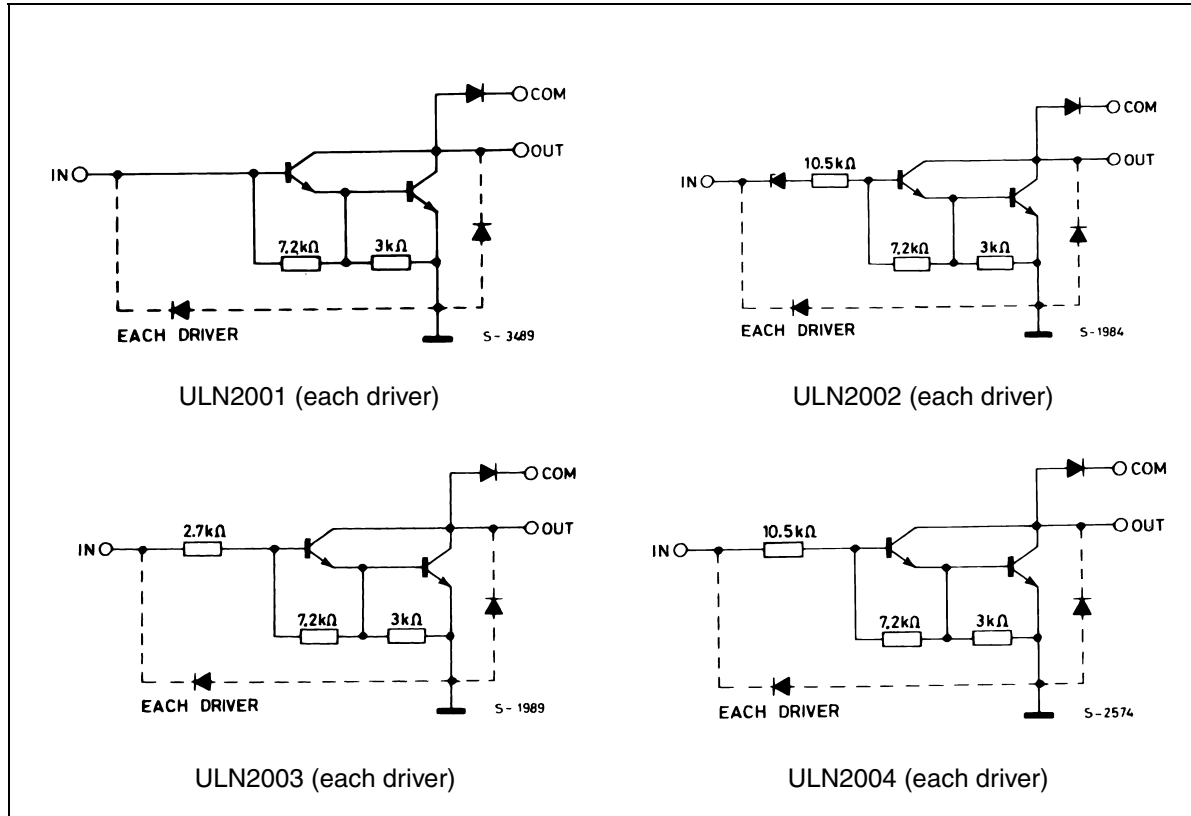 COM
OUT
IN
7.2kΩ
3kΩ
EACH DRIVER
S-3489
ULN2001 (each driver)
COM
OUT
10.5kΩ
IN
7.2kΩ
3kΩ
EACH DRIVER
S-1984
ULN2002 (each driver)
COM
OUT
2.7kΩ
IN
7.2kΩ
3kΩ
EACH DRIVER
S-1989
ULN2003 (each driver)
COM
OUT
10.5kΩ
IN
7.2kΩ
3kΩ
EACH DRIVER
S-2574
ULN2004 (each driver)